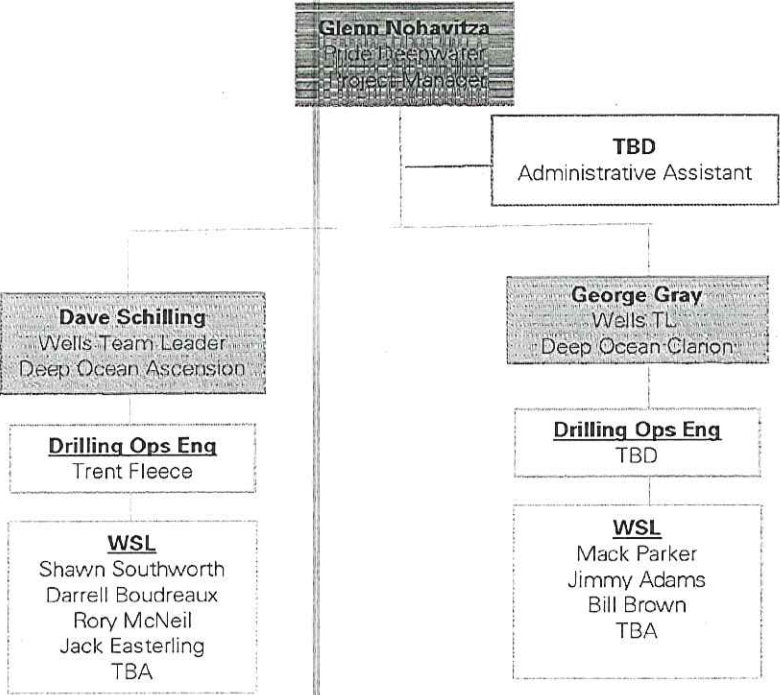 Glenn Nohavitza
Pride Deepwater
Project Manager
TBD
Administrative Assistant
Dave Schilling
Wells Team Leader
Deep Ocean Ascension
Drilling Ops Eng
Trent Fleece
WSL
Shawn Southworth
Darrell Boudreaux
Rory McNeil
Jack Easterling
TBA
George Gray
Wells TL
Deep Ocean Clarion
Drilling Ops Eng
TBD
WSL
Mack Parker
Jimmy Adams
Bill Brown
TBA